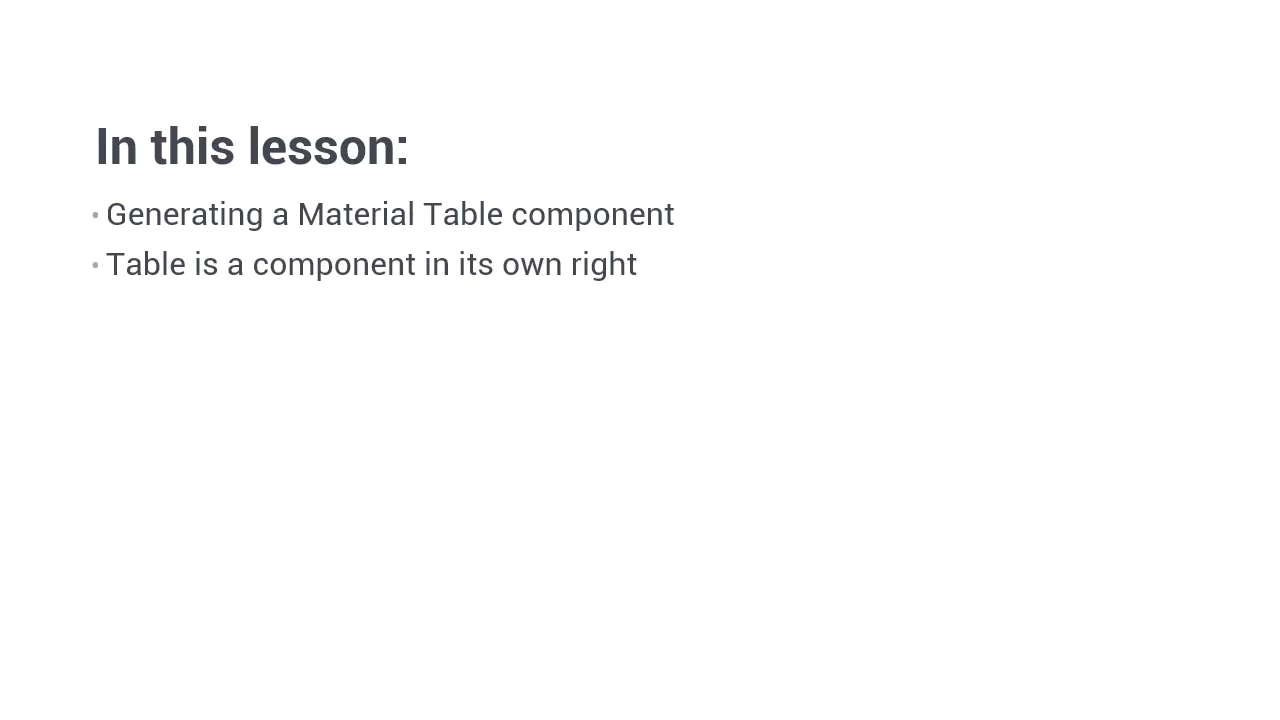 In this lesson:
• Generating a Material Table component
• Table is a component in its own right